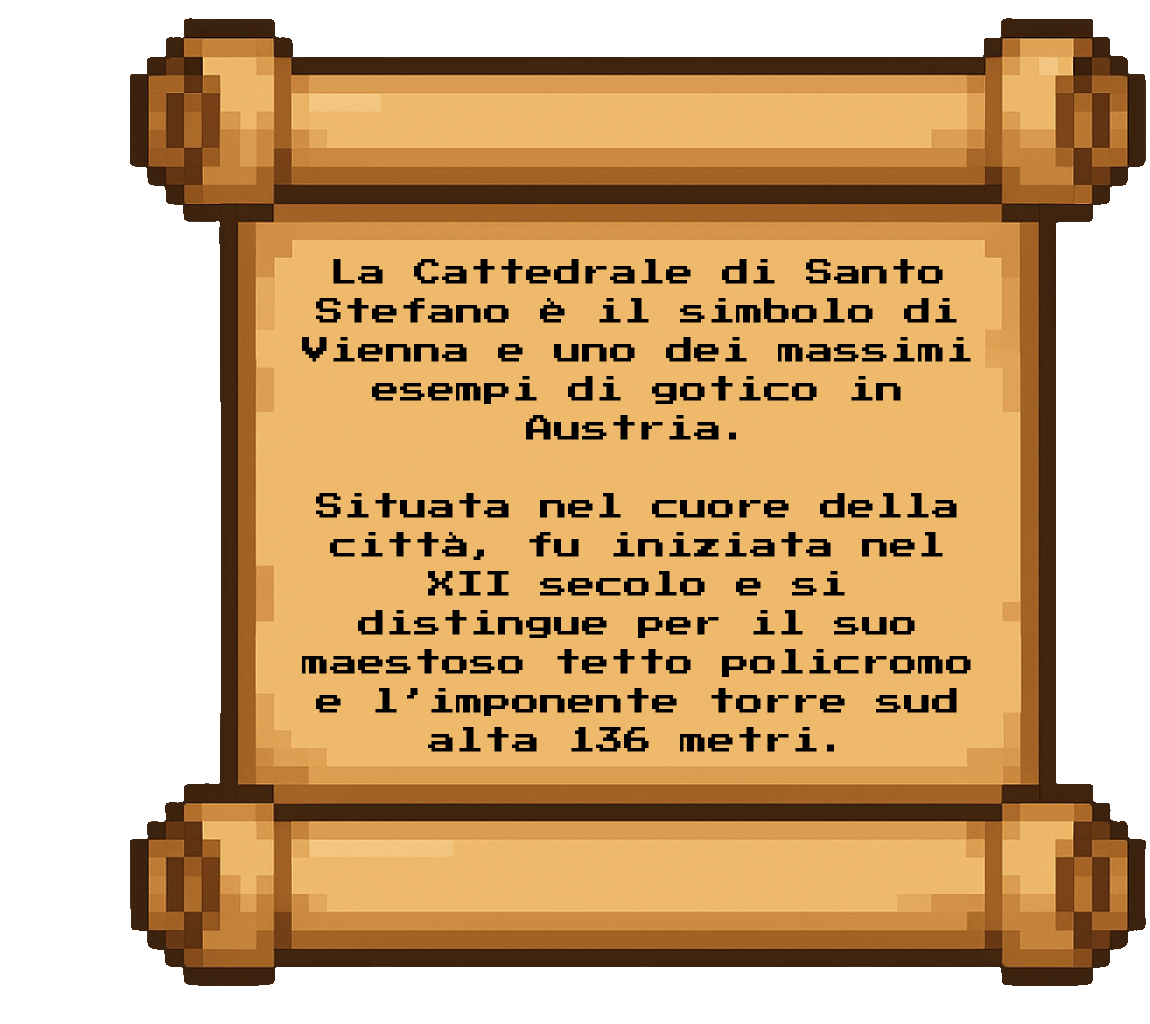 La Cattedrale di Santo
Stefano è il simbolo di
Vienna e uno dei massimi
esempi di gotico in
Austria.
Situata nel cuore della
città, fu iniziata nel
XII secolo e si
distingue per il suo
maestoso tetto policromo
e l'imponente torre sud
alta 136 metri.